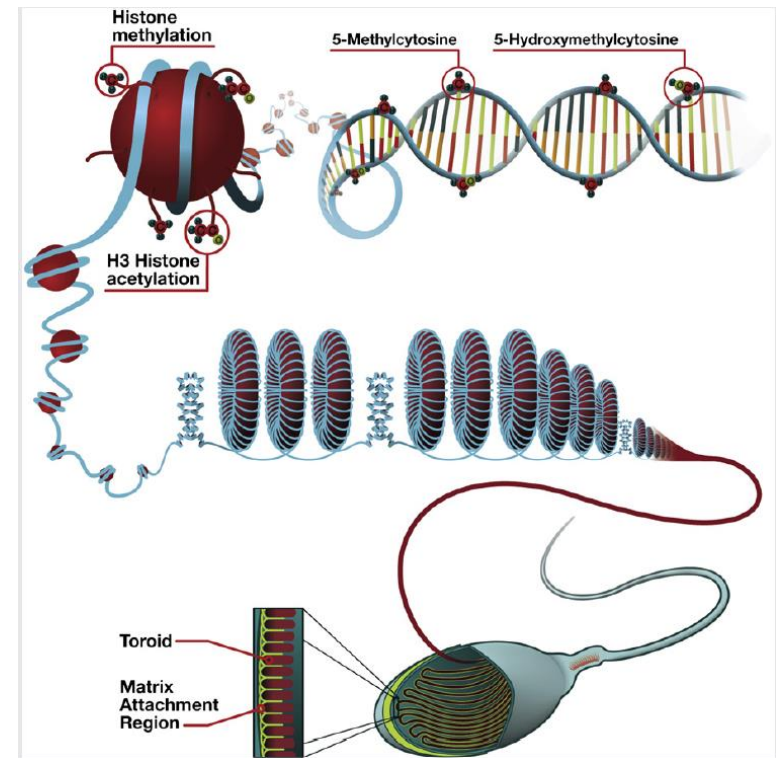 Histone
methylation
5-Methylcytosine
5-Hydroxymethylcytosine
H3 Histone
acetylation
Toroid
Matrix
Attachment
Region